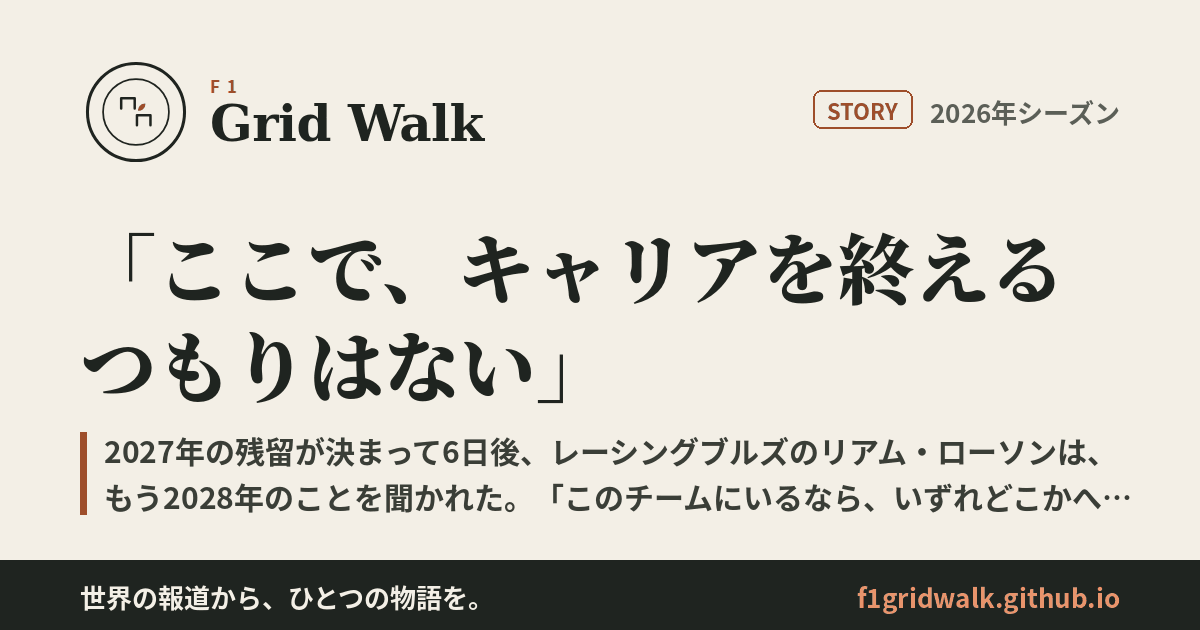 F1
Grid Walk
STORY 2026年シーズン
「ここで、キャリアを終える
つもりはない」
2027年の残留が決まって6日後、レーシングブルズのリアム・ローソンは、
もう2028年のことを聞かれた。「このチームにいるなら、いずれどこかへ…
世界の報道から、ひとつの物語を。
f1gridwalk.github.io